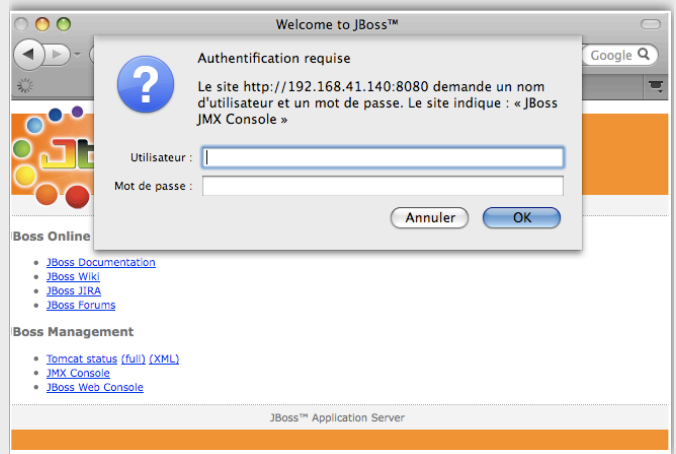 Welcome to JBoss™
Google
Authentification requise
Le site http://192.168.41.140:8080 demande un nom
d'utilisateur et un mot de passe. Le site indique : « JBoss
JMX Console »
Utilisateur :
Mot de passe :
Annuler
OK
Boss Online
JBoss Documentation
JBoss Wiki
JBoss JIRA
JBoss Forums
Boss Management
Tomcat status (full) (XML)
JMX Console
JBoss Web Console
JBoss™ Application Server